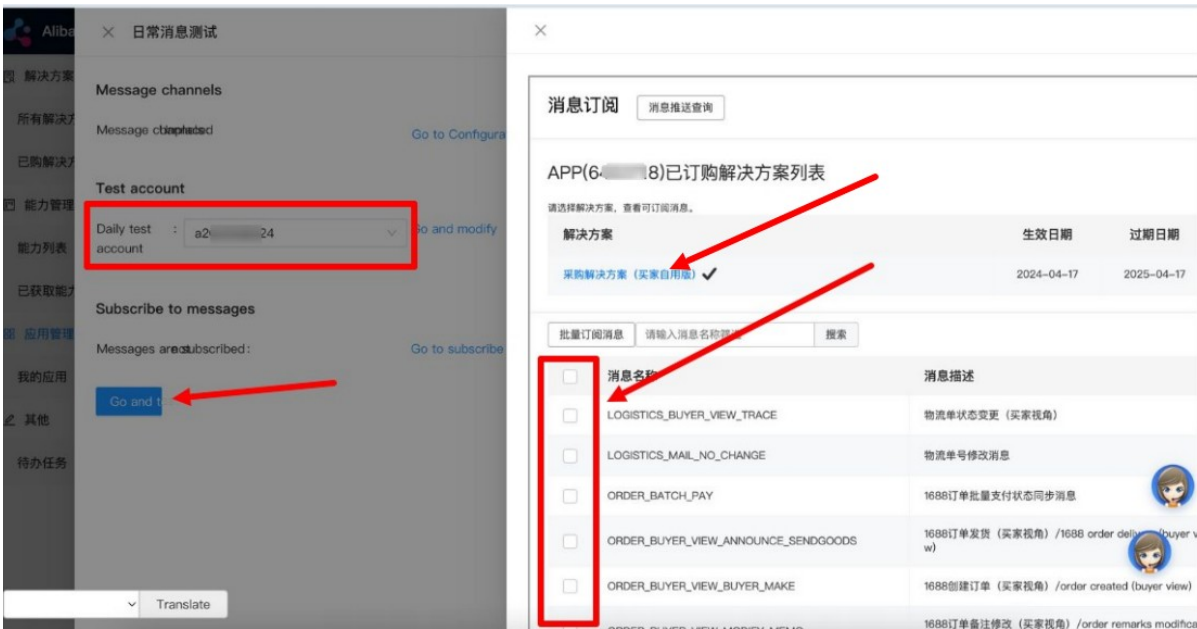 Aliba
日常消息测试
解决方案
所有解决方
已购解决方
能力管理
能力列表
已获取能力
应用管理
我的应用
其他
待办任务
Message channels
Message
Go to Configura
Test account
Daily test account :
a2 24
Go and modify
Subscribe to messages
Messages are subscribed:
Go to subscribe
Go and t
Translate
消息订阅
消息推送查询
APP(6 8)已订购解决方案列表
请选择解决方案，查看可订阅消息。
解决方案 生效日期 过期日期
采购解决方案（买家自用版） 2024-04-17 2025-04-17
批量订阅消息 请输入消息名称 搜索
消息名称 消息描述
LOGISTICS_BUYER_VIEW_TRACE 物流单状态变更（买家视角）
LOGISTICS_MAIL_NO_CHANGE 物流单号修改消息
ORDER_BATCH_PAY 1688订单批量支付状态同步消息
ORDER_BUYER_VIEW_ANNOUNCE_SENDGOODS 1688订单发货（买家视角）/1688 order buyer v
w)
ORDER_BUYER_VIEW_BUYER_MAKE 1688创建订单（买家视角）/order created (buyer view)
1688订单备注修改（买家视角）/order remarks modifica